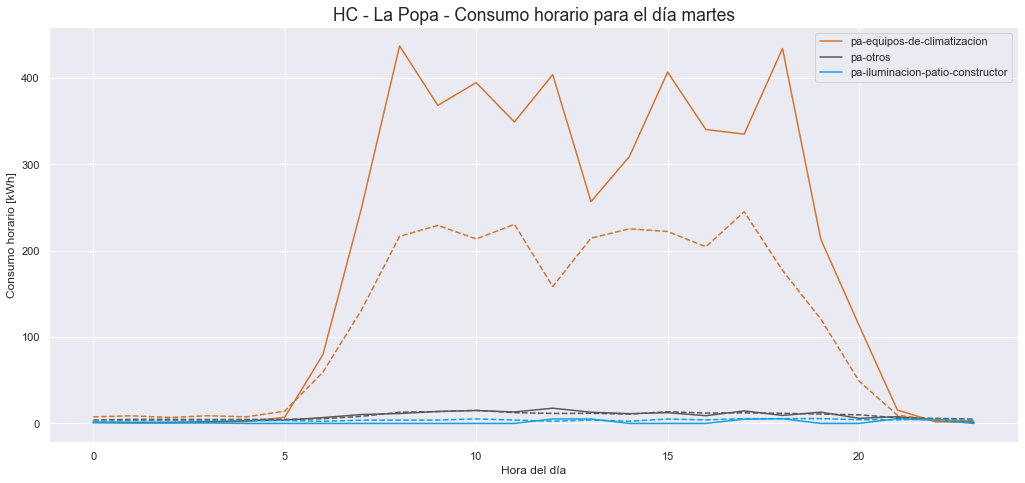 HC - La Popa - Consumo horario para el día martes
pa-equipos-de-climatizacion
pa-otros
pa-iluminacion-patio-constructor
Consumo horario [kWh]
400
300
200
100
0
0 5 10 15 20
Hora del día